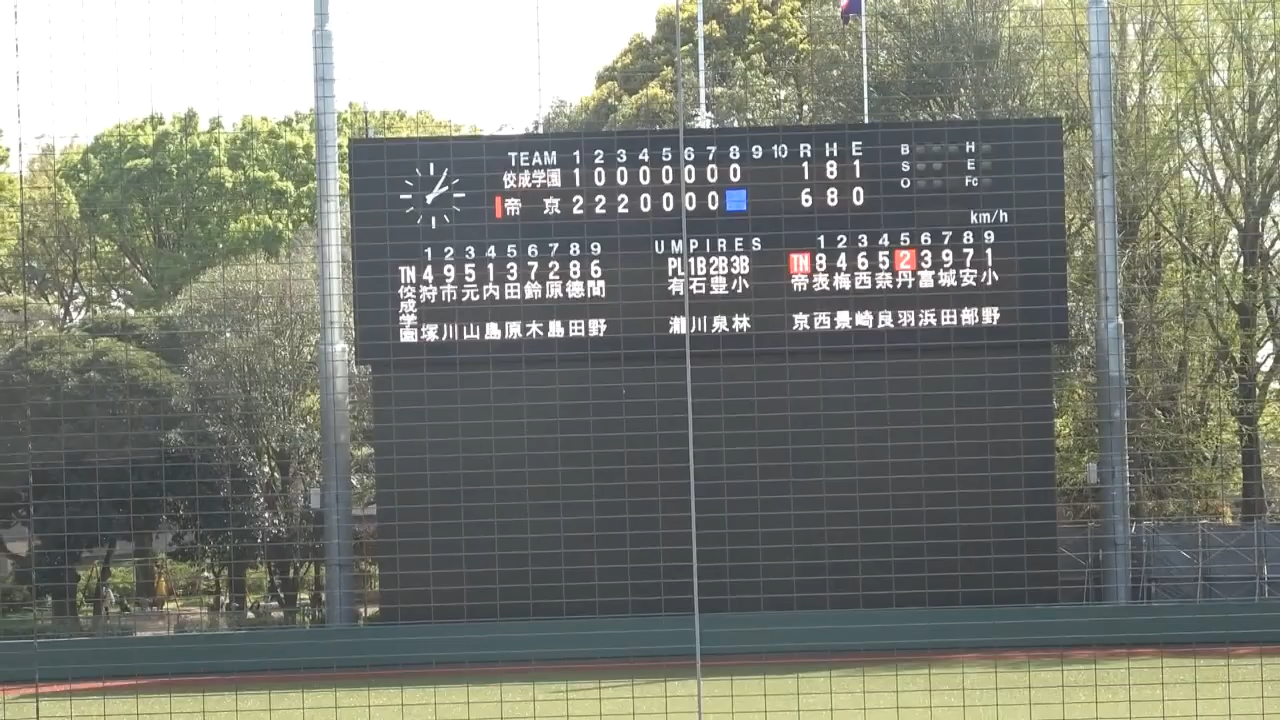 TEAM 1 2 3 4 5 6 7 8 9 10 R H E
佼成学園 1 0 0 0 0 0 0 0 1 8 1
帝京 2 2 2 0 0 0 0 6 8 0
B H
S E
O Fc
km/h
1 2 3 4 5 6 7 8 9
TN 4 9 5 1 3 7 2 8 6
佼成学園 狩塚 市川 元山 内島 田原 鈴木 原島 徳田 間野
UMPIRES
PL 1B 2B 3B
有瀧 石川 豊泉 小林
1 2 3 4 5 6 7 8 9
TN 8 4 6 5 2 3 9 7 1
帝京 表西 梅景 西崎 奈良 丹羽 富浜 城田 安部 小野